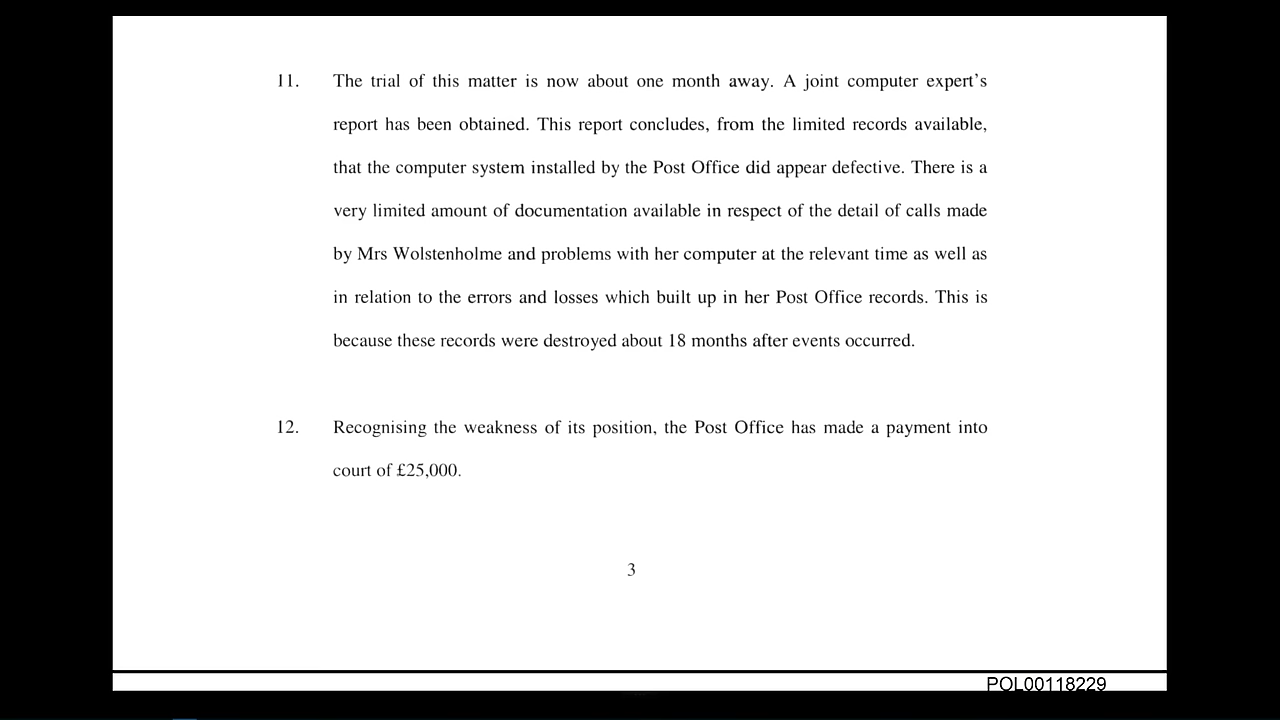 11. The trial of this matter is now about one month away. A joint computer expert's
report has been obtained. This report concludes, from the limited records available,
that the computer system installed by the Post Office did appear defective. There is a
very limited amount of documentation available in respect of the detail of calls made
by Mrs Wolstenholme and problems with her computer at the relevant time as well as
in relation to the errors and losses which built up in her Post Office records. This is
because these records were destroyed about 18 months after events occurred.
12. Recognising the weakness of its position, the Post Office has made a payment into
court of £25,000.
3
POL00118229